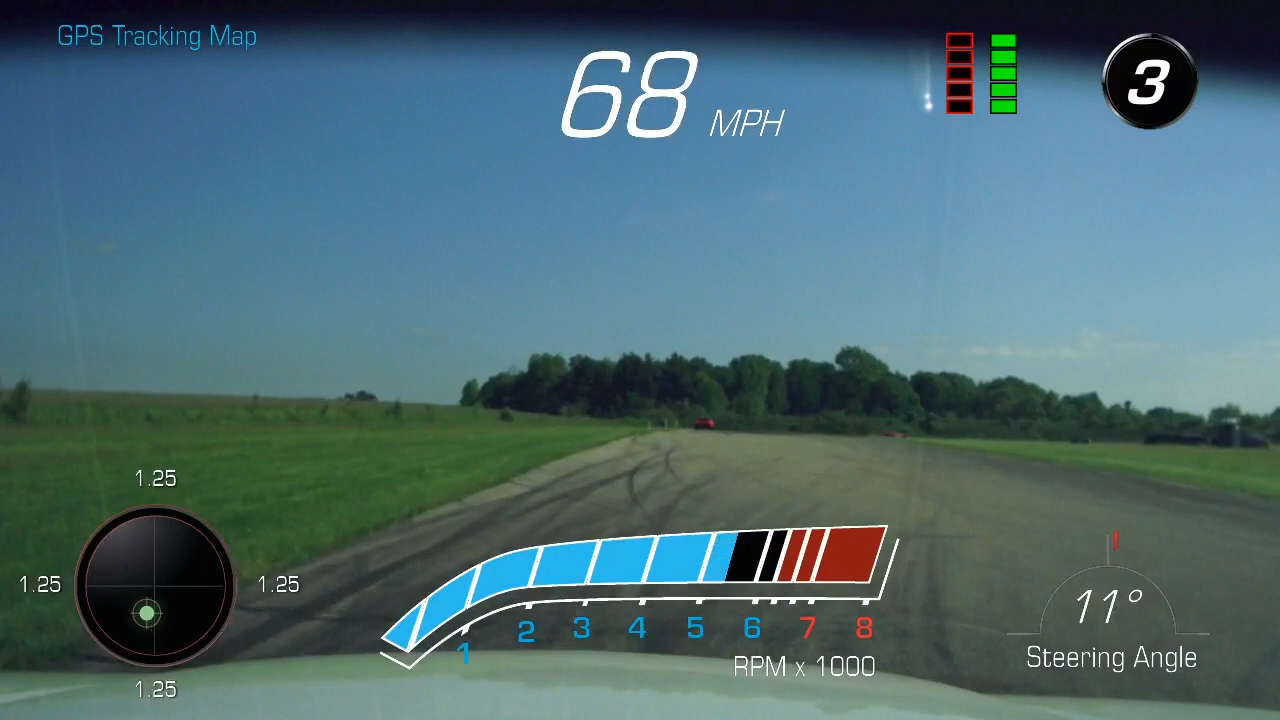 GPS Tracking Map
68 MPH
3
1.25
1.25 1.25
1.25
1 2 3 4 5 6 7 8
RPM x 1000
11°
Steering Angle